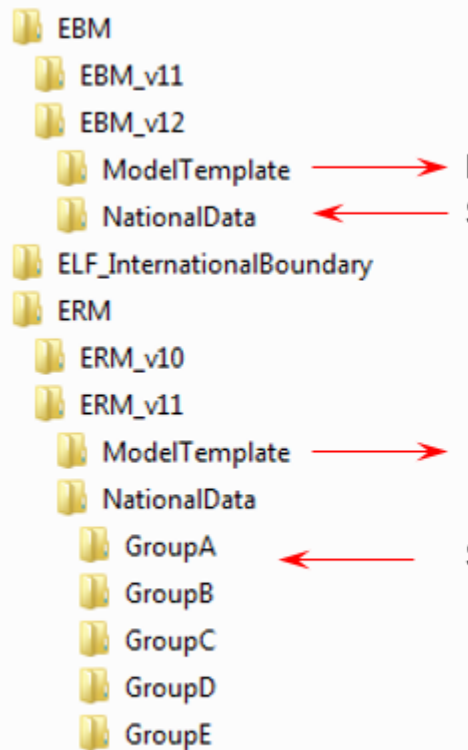 EBM
EBM_v11
EBM_v12
ModelTemplate
NationalData
ELF_InternationalBoundary
ERM
ERM_v10
ERM_v11
ModelTemplate
NationalData
GroupA
GroupB
GroupC
GroupD
GroupE